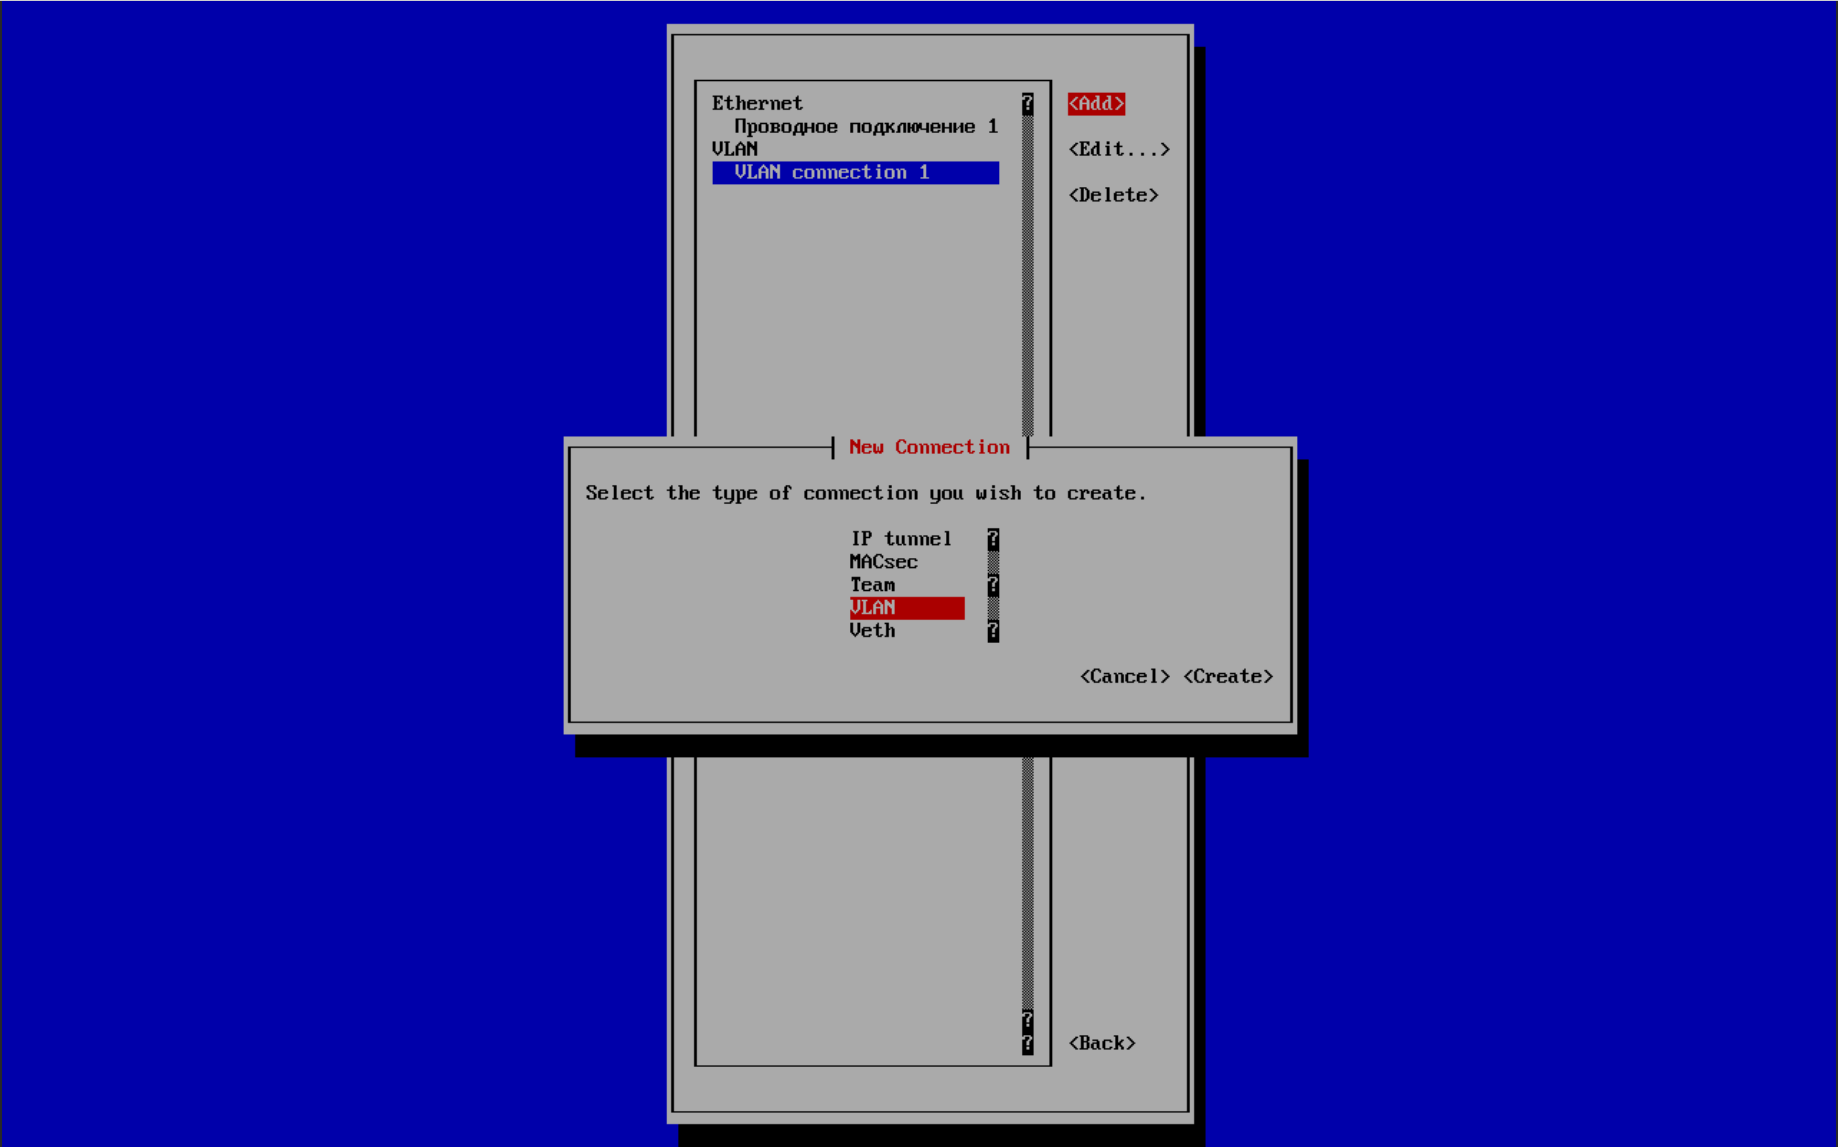 Ethernet
Проводное подключение 1
VLAN
VLAN connection 1
<Add>
<Edit...>
<Delete>
New Connection
Select the type of connection you wish to create.
IP tunnel
MACsec
Team
VLAN
Veth
<Cancel> <Create>
<Back>